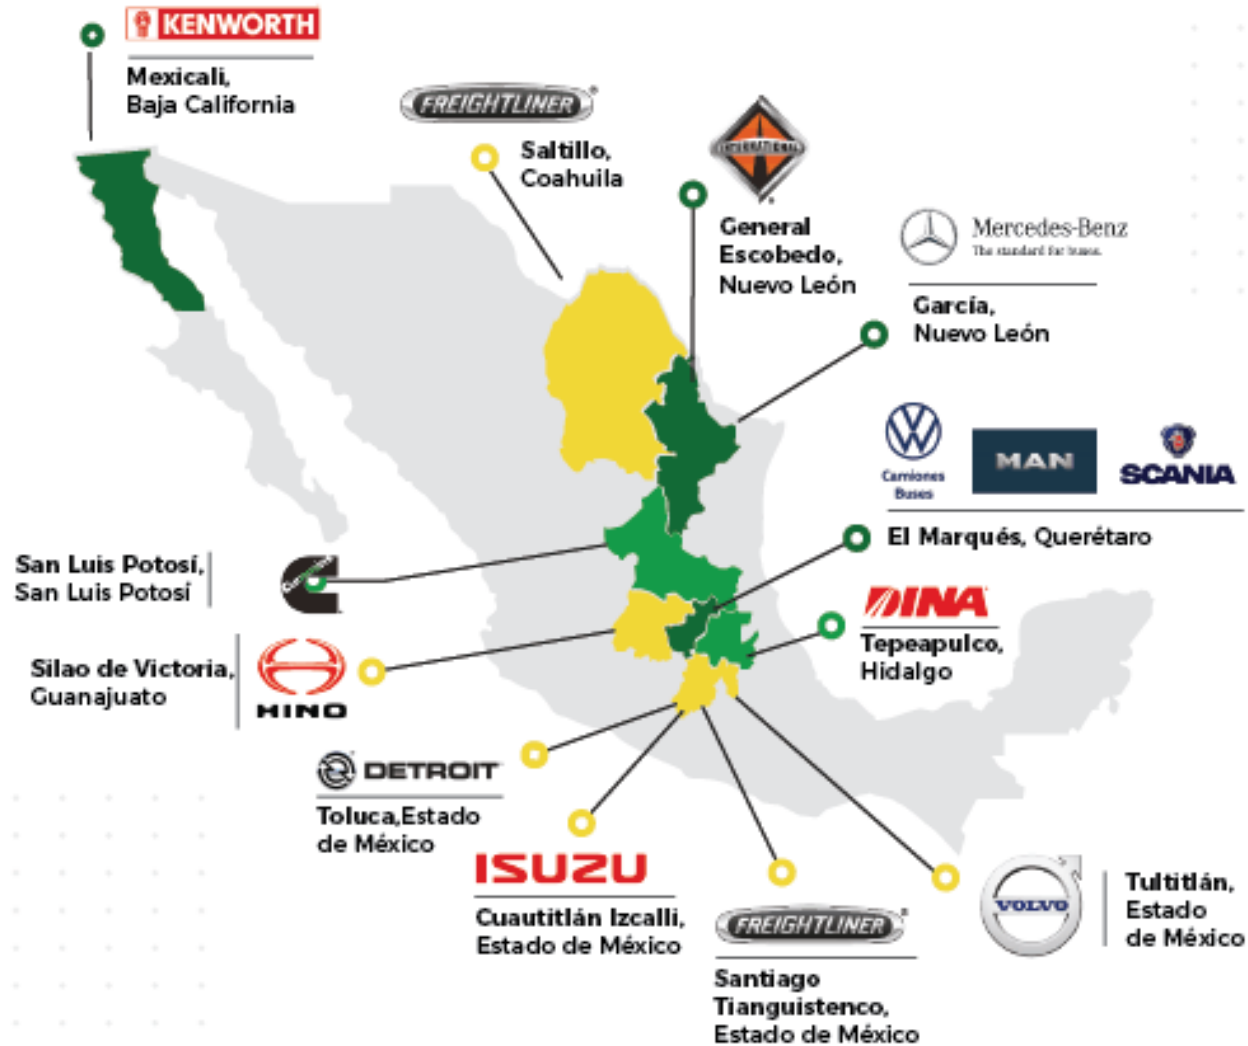 KENWORTH
Mexicali,
Baja California
FREIGHTLINER
Saltillo,
Coahuila
INTERNATIONAL
General
Escobedo,
Nuevo León
Mercedes-Benz
The standard for buses.
García,
Nuevo León
Camiones
Buses
MAN
SCANIA
El Marqués, Querétaro
San Luis Potosí,
San Luis Potosí
Cummins
DINA
Tepeapulco,
Hidalgo
Silao de Victoria,
Guanajuato
HINO
DETROIT
Toluca,Estado
de México
ISUZU
Cuautitlán Izcalli,
Estado de México
FREIGHTLINER
Santiago
Tianguistenco,
Estado de México
VOLVO
Tultitlán,
Estado
de México